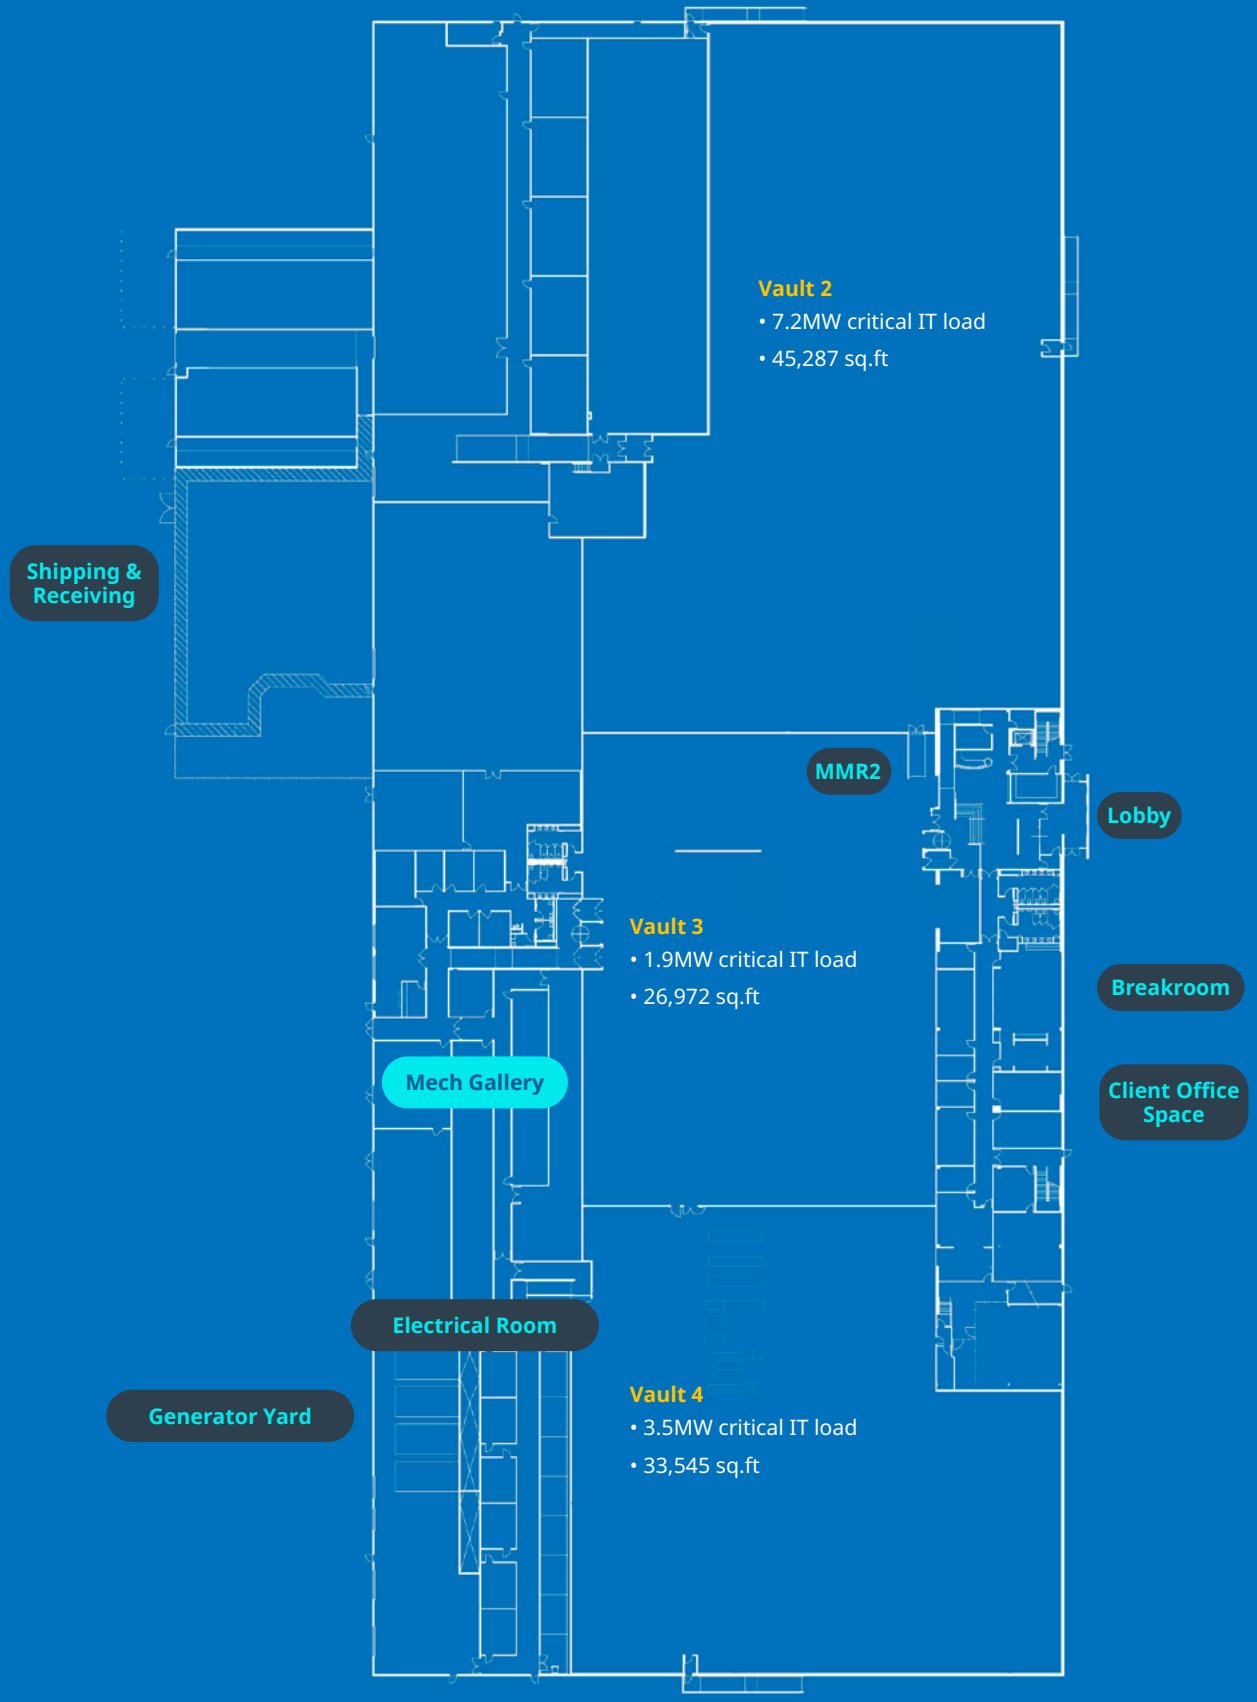 Vault 2
• 7.2MW critical IT load
• 45,287 sq.ft
Shipping &
Receiving
MMR2
Lobby
Vault 3
• 1.9MW critical IT load
• 26,972 sq.ft
Breakroom
Mech Gallery
Client Office
Space
Electrical Room
Generator Yard
Vault 4
• 3.5MW critical IT load
• 33,545 sq.ft